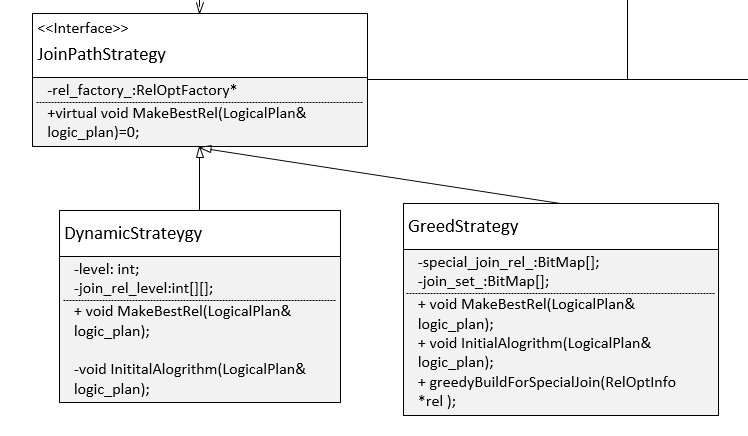 <<Interface>>
JoinPathStrategy
-rel_factory_:RelOptFactory*
+virtual void MakeBestRel(LogicalPlan&
logic_plan)=0;
DynamicStrateygy
-level: int;
-join_rel_level:int[][];
+ void MakeBestRel(LogicalPlan&
logic_plan);
-void InititalAlogrithm(LogicalPlan&
logic_plan);
GreedStrategy
-special_join_rel_:BitMap[];
-join_set_:BitMap[];
+ void MakeBestRel(LogicalPlan&
logic_plan);
+ void InitialAlogrithm(LogicalPlan&
logic_plan);
+ greedyBuildForSpecialJoin(RelOptInfo
*rel );